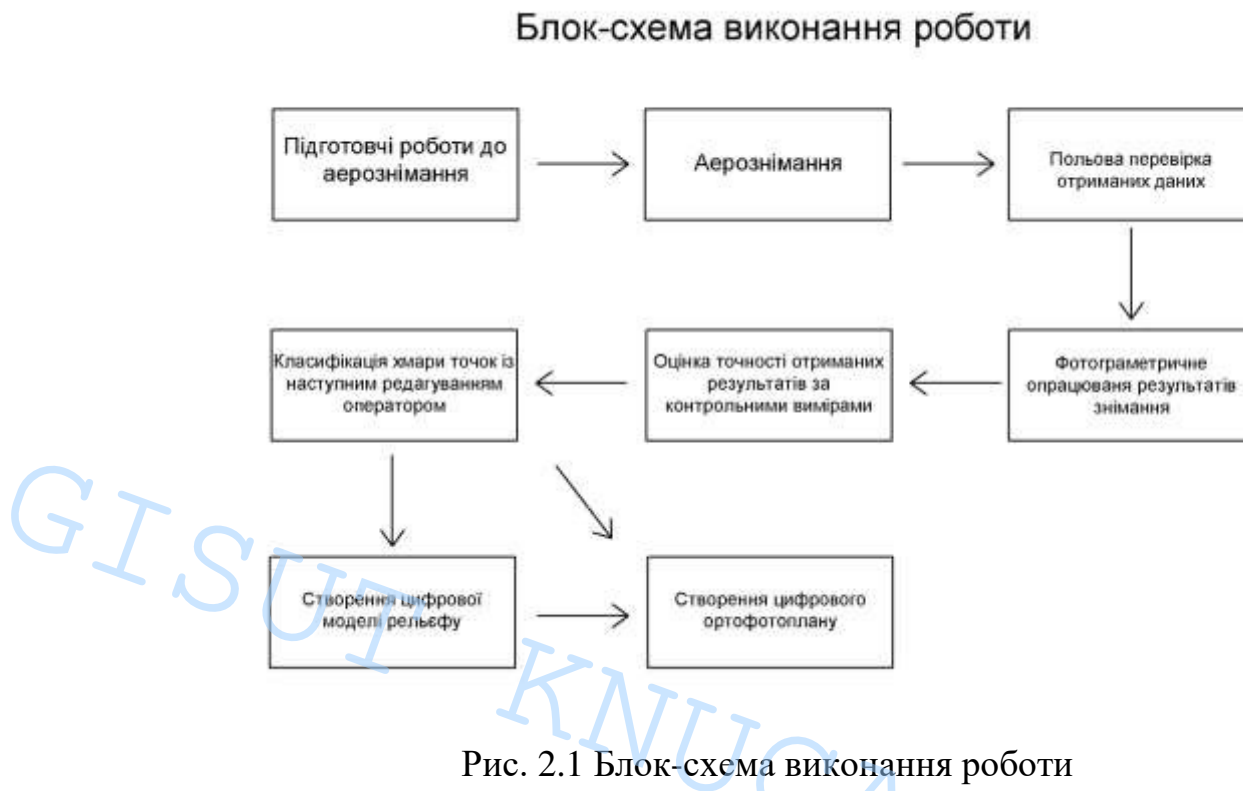 Блок-схема виконання роботи
Підготовчі роботи до
аерознімання
Аерознімання
Польова перевірка
отриманих даних
Фотограметричне
опрацюваня результатів
знімання
Оцінка точності отриманих
результатів за
контрольними вимірами
Класифікація хмари точок із
наступним редагуванням
оператором
Створення цифрової
моделі рельєфу
Створення цифрового
ортофотоплану
GISUT KNUCA
Рис. 2.1 Блок-схема виконання роботи